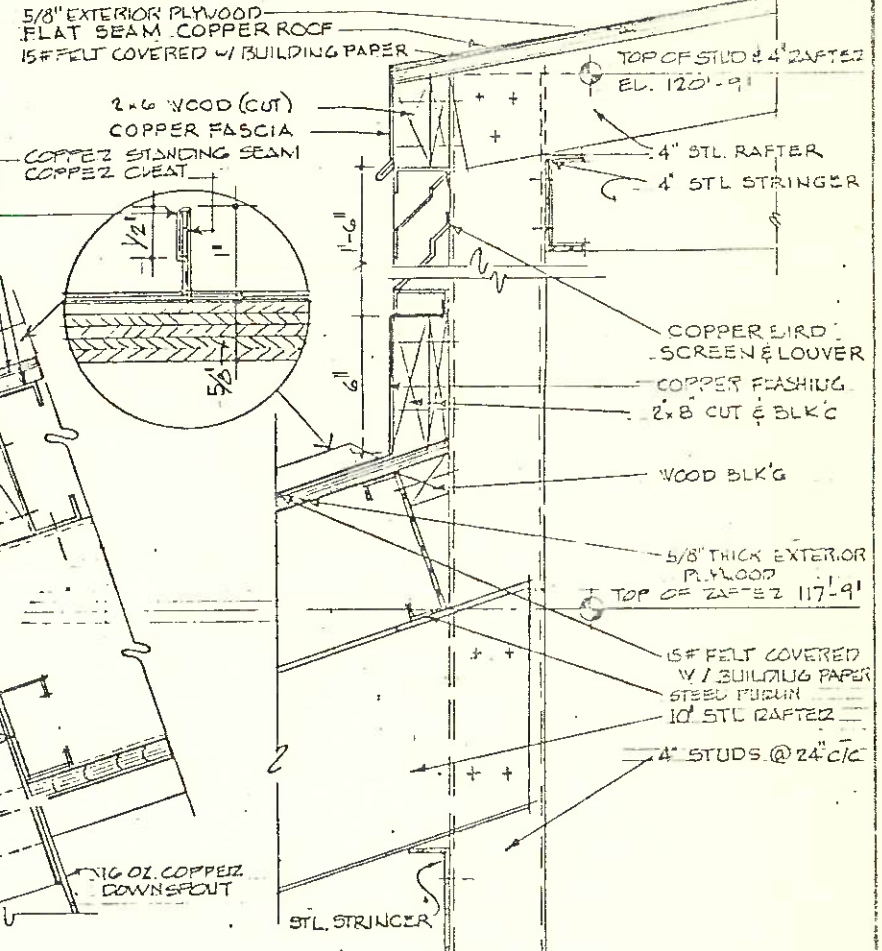 5/8" EXTERIOR PLYWOOD
FLAT SEAM COPPER ROOF
15# FELT COVERED W/ BUILDING PAPER
2x6 WOOD (CUT)
COPPER FASCIA
COPPER STANDING SEAM
COPPER CLEAT
1/2"
1"
5/8"
1'-6"
6"
TOP OF STUD & 4" RAFTER
EL. 120'-9"
4" STL. RAFTER
4" STL STRINGER
COPPER BIRD
SCREEN & LOUVER
COPPER FLASHING
2"x8" CUT & BLK'G
WOOD BLK'G
5/8" THICK EXTERIOR
PLYWOOD
TOP OF RAFTER 117'-9"
15# FELT COVERED
W/ BUILDING PAPER
STEEL PURLIN
10" STL RAFTER
4" STUDS @ 24" C/C
16 OZ. COPPER
DOWNSPOUT
STL. STRINGER